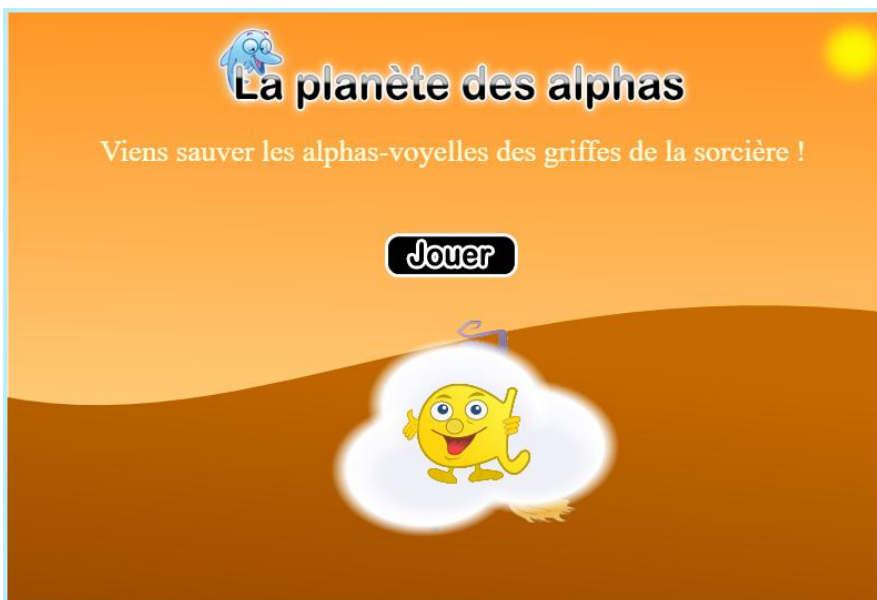 La planète des alphas
Viens sauver les alphas-voyelles des griffes de la sorcière !
Jouer